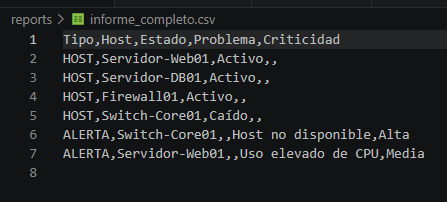 reports > informe_completo.csv
1 Tipo,Host,Estado,Problema,Criticidad
2 HOST,Servidor-Web01,Activo,,
3 HOST,Servidor-DB01,Activo,,
4 HOST,Firewall01,Activo,,
5 HOST,Switch-Core01,Caído,,
6 ALERTA,Switch-Core01,,Host no disponible,Alta
7 ALERTA,Servidor-Web01,,Uso elevado de CPU,Media
8